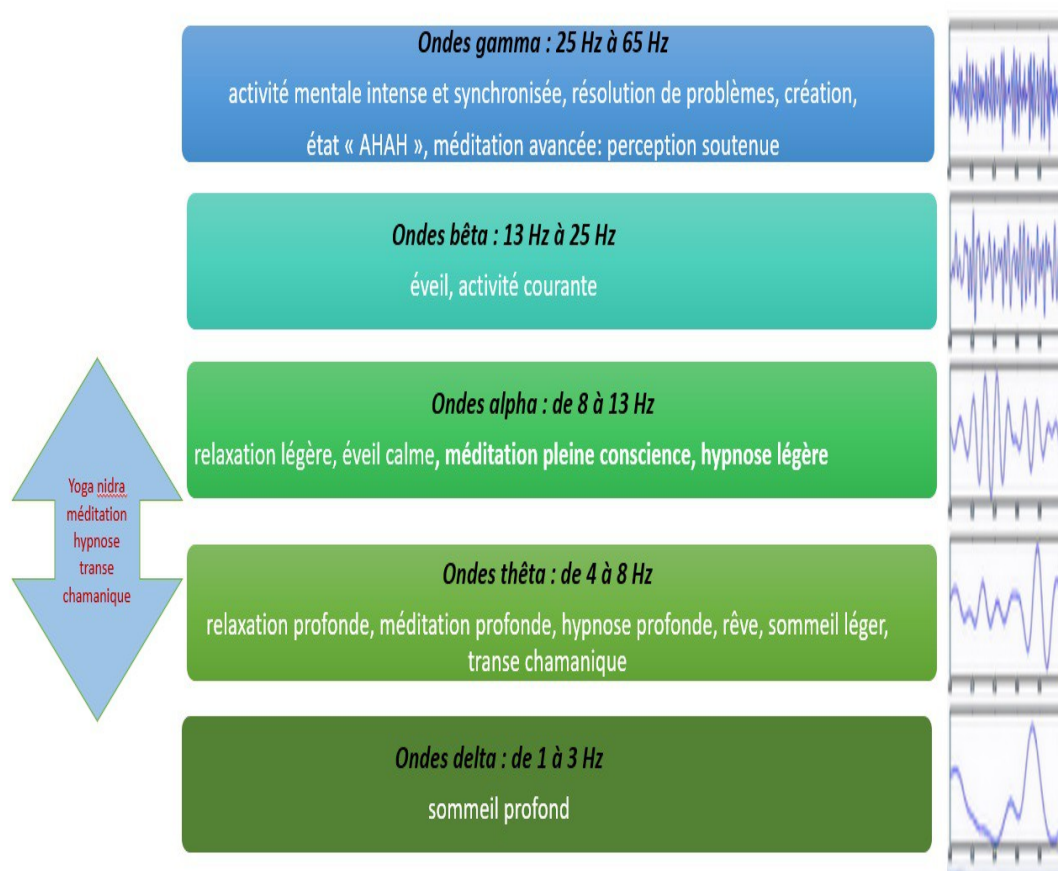 Ondes gamma : 25 Hz à 65 Hz
activité mentale intense et synchronisée, résolution de problèmes, création,
état « AHAH », méditation avancée: perception soutenue
Ondes bêta : 13 Hz à 25 Hz
éveil, activité courante
Ondes alpha : de 8 à 13 Hz
relaxation légère, éveil calme, méditation pleine conscience, hypnose légère
Yoga nidra
méditation
hypnose
transe
chamanique
Ondes thêta : de 4 à 8 Hz
relaxation profonde, méditation profonde, hypnose profonde, rêve, sommeil léger,
transe chamanique
Ondes delta : de 1 à 3 Hz
sommeil profond